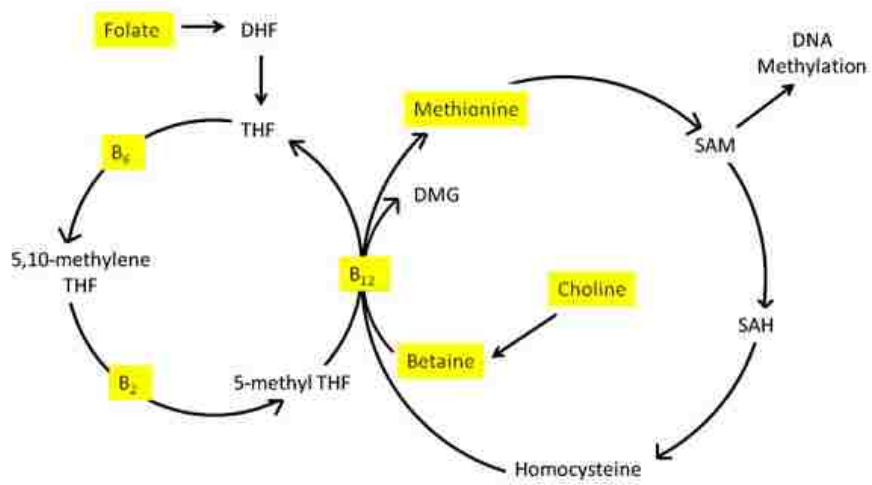 Folate
DHF
DNA
Methylation
Methionine
THF
SAM
B₆
DMG
5,10-methylene
THF
B₁₂
Choline
SAH
Betaine
B₂
5-methyl THF
Homocysteine